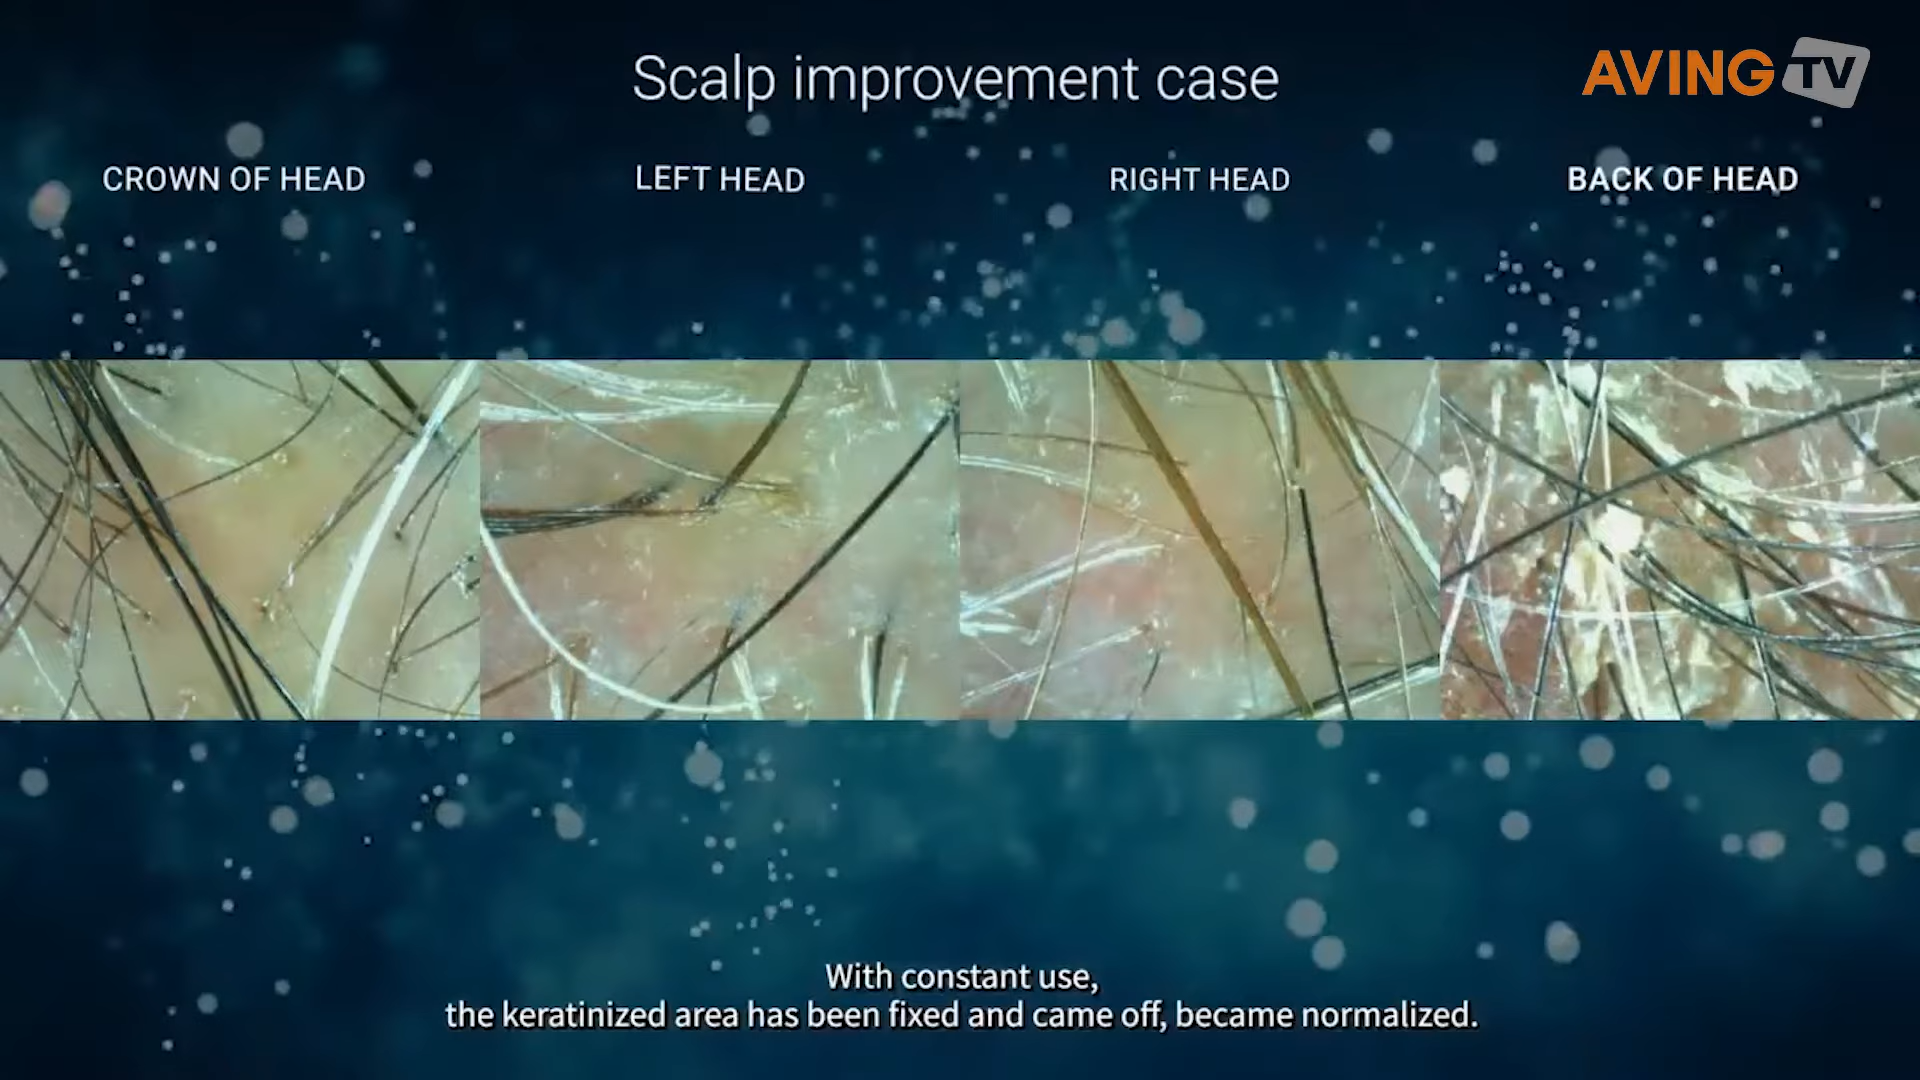 Scalp improvement case
AVING TV
CROWN OF HEAD
LEFT HEAD
RIGHT HEAD
BACK OF HEAD
With constant use,
the keratinized area has been fixed and came off, became normalized.